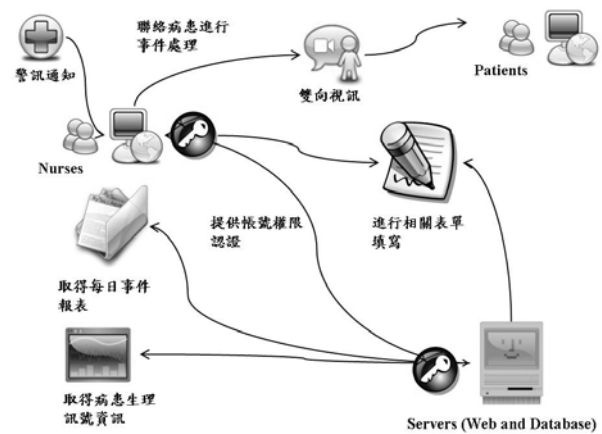 聯絡病患進行
事件處理
警訊通知
雙向視訊
Patients
Nurses
提供帳號權限
認證
進行相關表單
填寫
取得每日事件
報表
取得病患生理
訊號資訊
Servers (Web and Database)